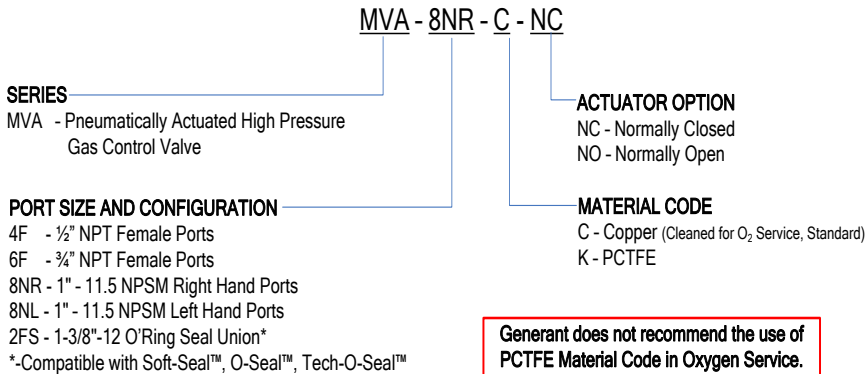 MVA - 8NR - C - NC
SERIES
MVA - Pneumatically Actuated High Pressure
Gas Control Valve
PORT SIZE AND CONFIGURATION
4F - ½" NPT Female Ports
6F - ¾" NPT Female Ports
8NR - 1" - 11.5 NPSM Right Hand Ports
8NL - 1" - 11.5 NPSM Left Hand Ports
2FS - 1-3/8"-12 O'Ring Seal Union*
*-Compatible with Soft-Seal™, O-Seal™, Tech-O-Seal™
ACTUATOR OPTION
NC - Normally Closed
NO - Normally Open
MATERIAL CODE
C - Copper (Cleaned for O₂ Service, Standard)
K - PCTFE
Generant does not recommend the use of
PCTFE Material Code in Oxygen Service.